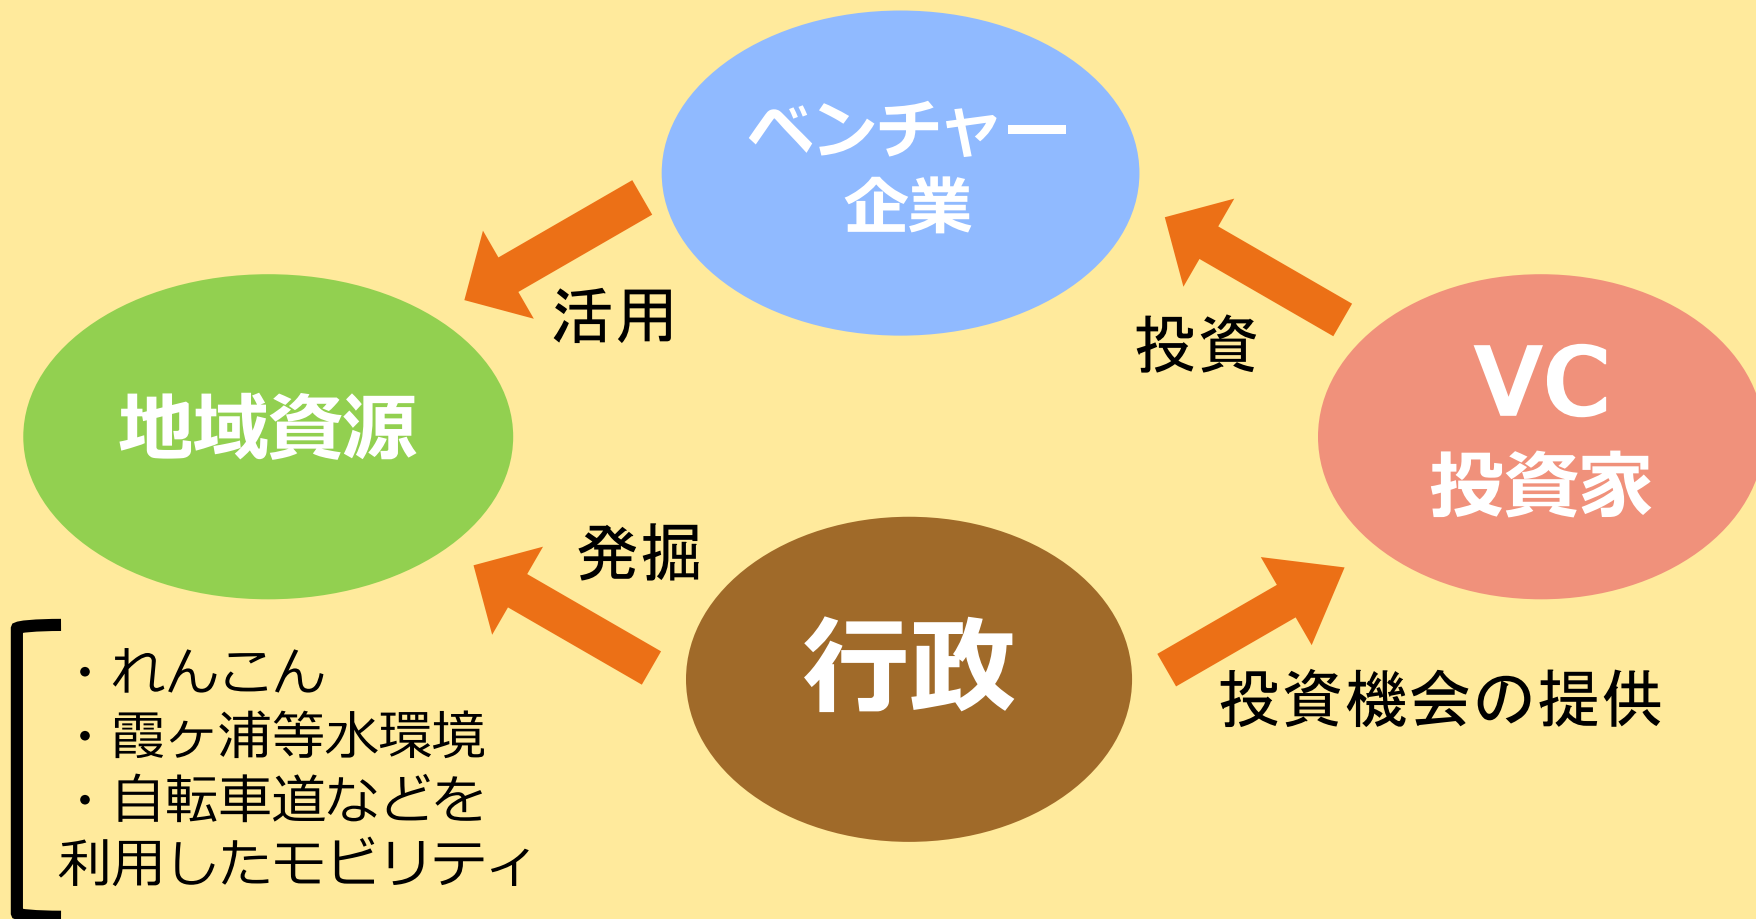 ベンチャー
企業
活用
投資
地域資源
VC
投資家
発掘
行政
投資機会の提供
・れんこん
・霞ヶ浦等水環境
・自転車道などを
利用したモビリティ